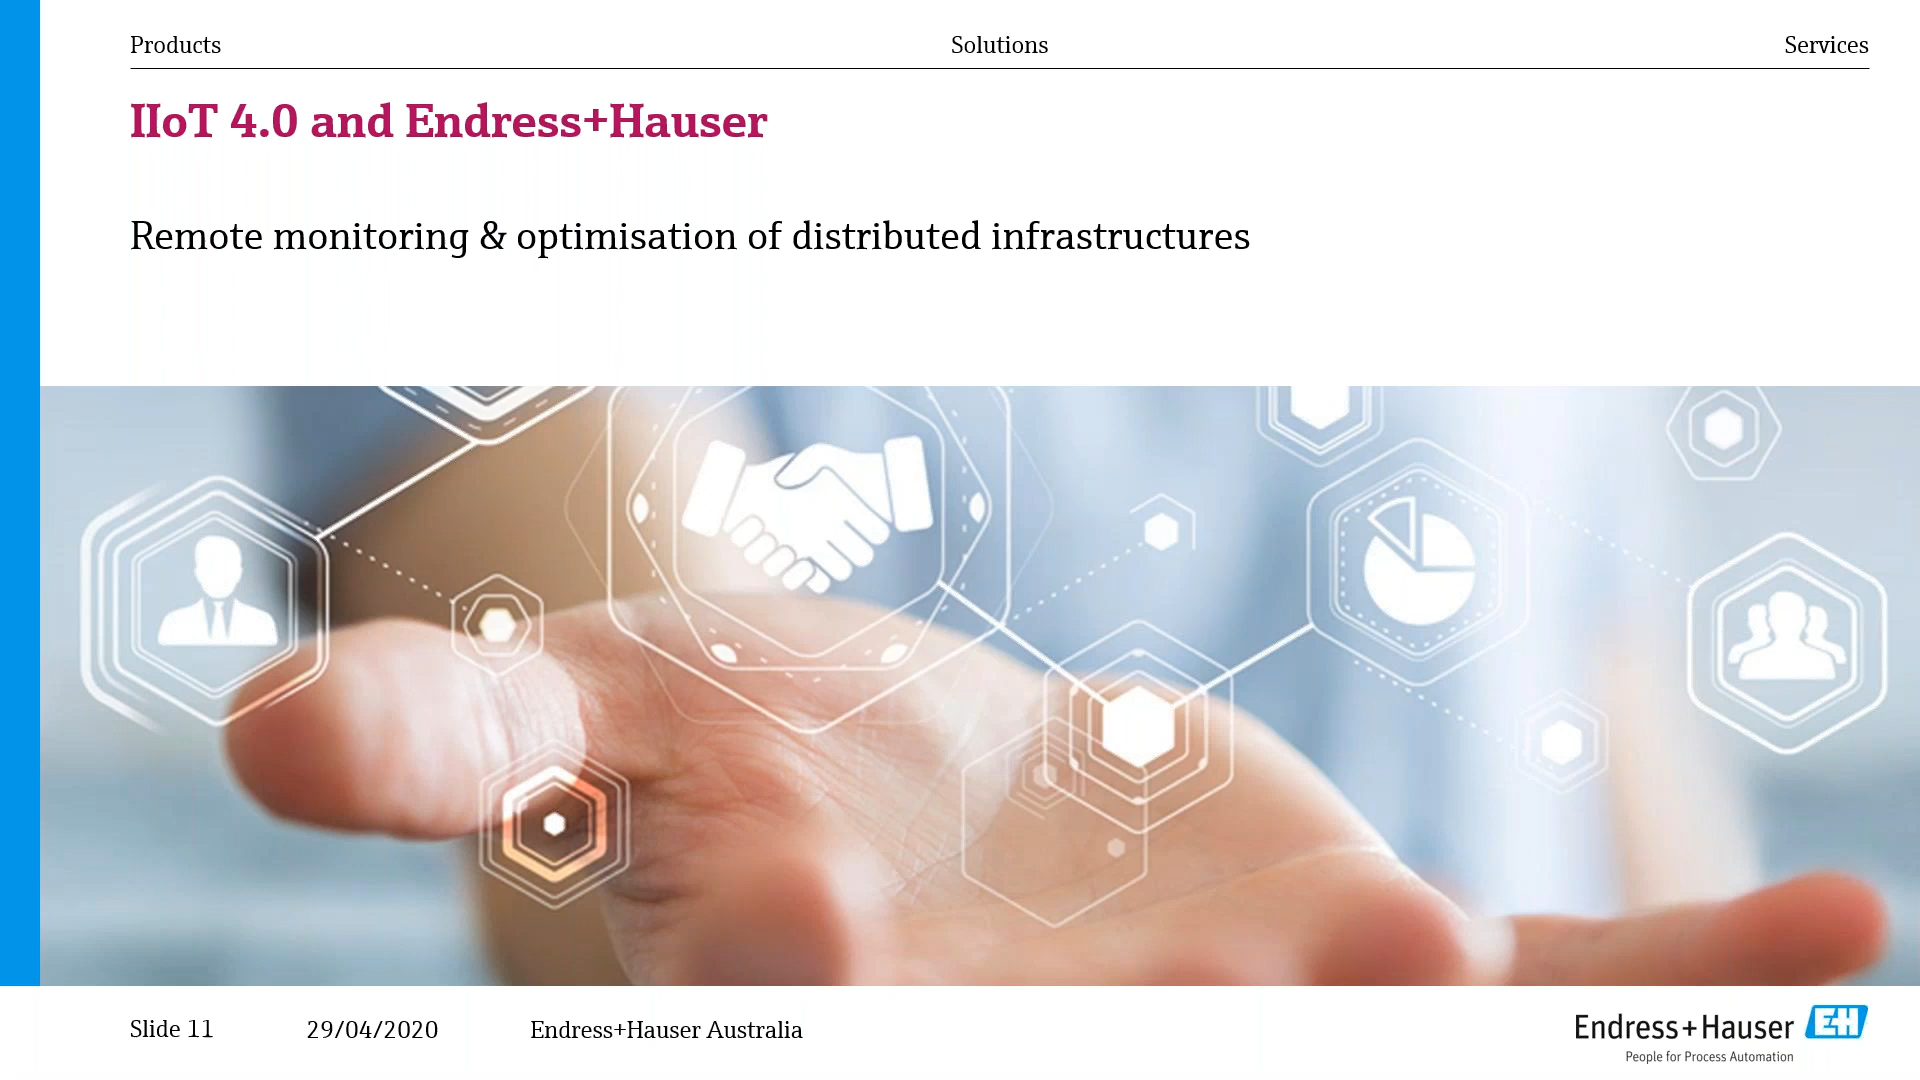 Products
Solutions
Services
IIoT 4.0 and Endress+Hauser
Remote monitoring & optimisation of distributed infrastructures
Slide 11
29/04/2020
Endress+Hauser Australia
Endress+Hauser
EH
People for Process Automation